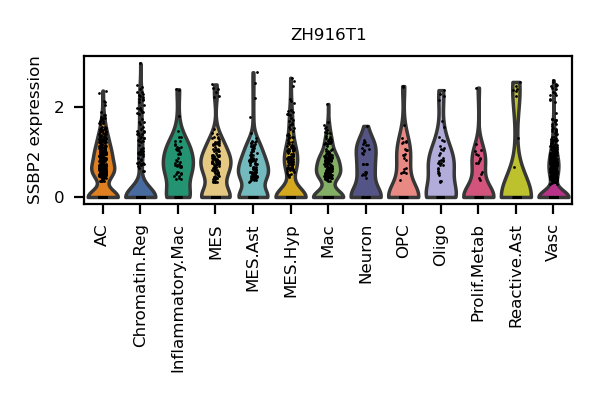 ZH916T1
SSBP2 expression
2
0
AC
Chromatin.Reg
Inflammatory.Mac
MES
MES.Ast
MES.Hyp
Mac
Neuron
OPC
Oligo
Prolif.Metab
Reactive.Ast
Vasc